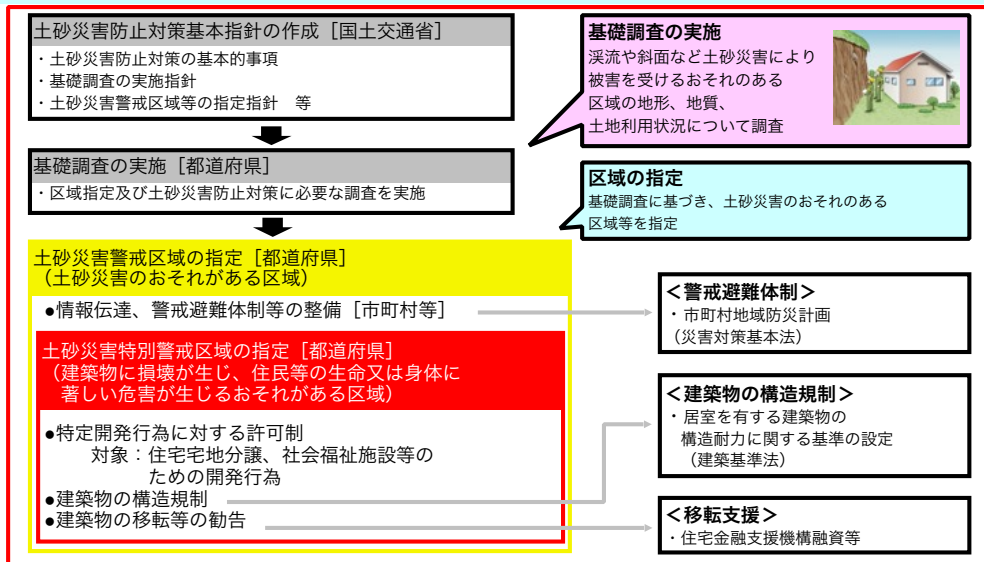 土砂災害防止対策基本指針の作成［国土交通省］
・土砂災害防止対策の基本的事項
・基礎調査の実施指針
・土砂災害警戒区域等の指定指針　等
基礎調査の実施
渓流や斜面など土砂災害により
被害を受けるおそれのある
区域の地形、地質、
土地利用状況について調査
基礎調査の実施［都道府県］
・区域指定及び土砂災害防止対策に必要な調査を実施
区域の指定
基礎調査に基づき、土砂災害のおそれのある
区域等を指定
土砂災害警戒区域の指定［都道府県］
（土砂災害のおそれがある区域）
●情報伝達、警戒避難体制等の整備［市町村等］
＜警戒避難体制＞
・市町村地域防災計画
（災害対策基本法）
土砂災害特別警戒区域の指定［都道府県］
（建築物に損壊が生じ、住民等の生命又は身体に
著しい危害が生じるおそれがある区域）
●特定開発行為に対する許可制
対象：住宅宅地分譲、社会福祉施設等の
ための開発行為
●建築物の構造規制
●建築物の移転等の勧告
＜建築物の構造規制＞
・居室を有する建築物の
構造耐力に関する基準の設定
（建築基準法）
＜移転支援＞
・住宅金融支援機構融資等